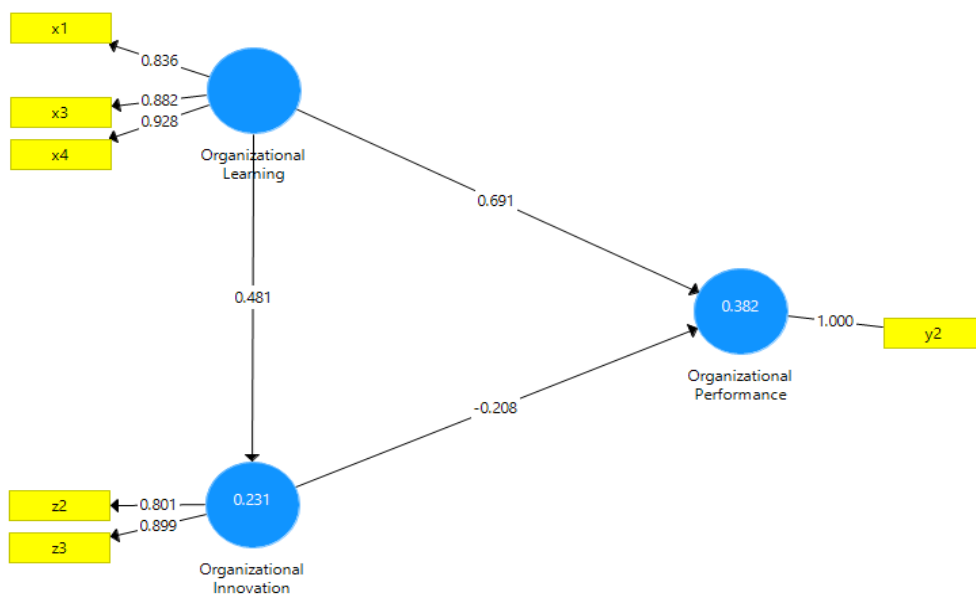 x1
0.836
x3
0.882
x4
0.928
Organizational
Learning
0.691
0.481
0.382
1.000
y2
Organizational
Performance
-0.208
z2
0.801
0.231
z3
0.899
Organizational
Innovation